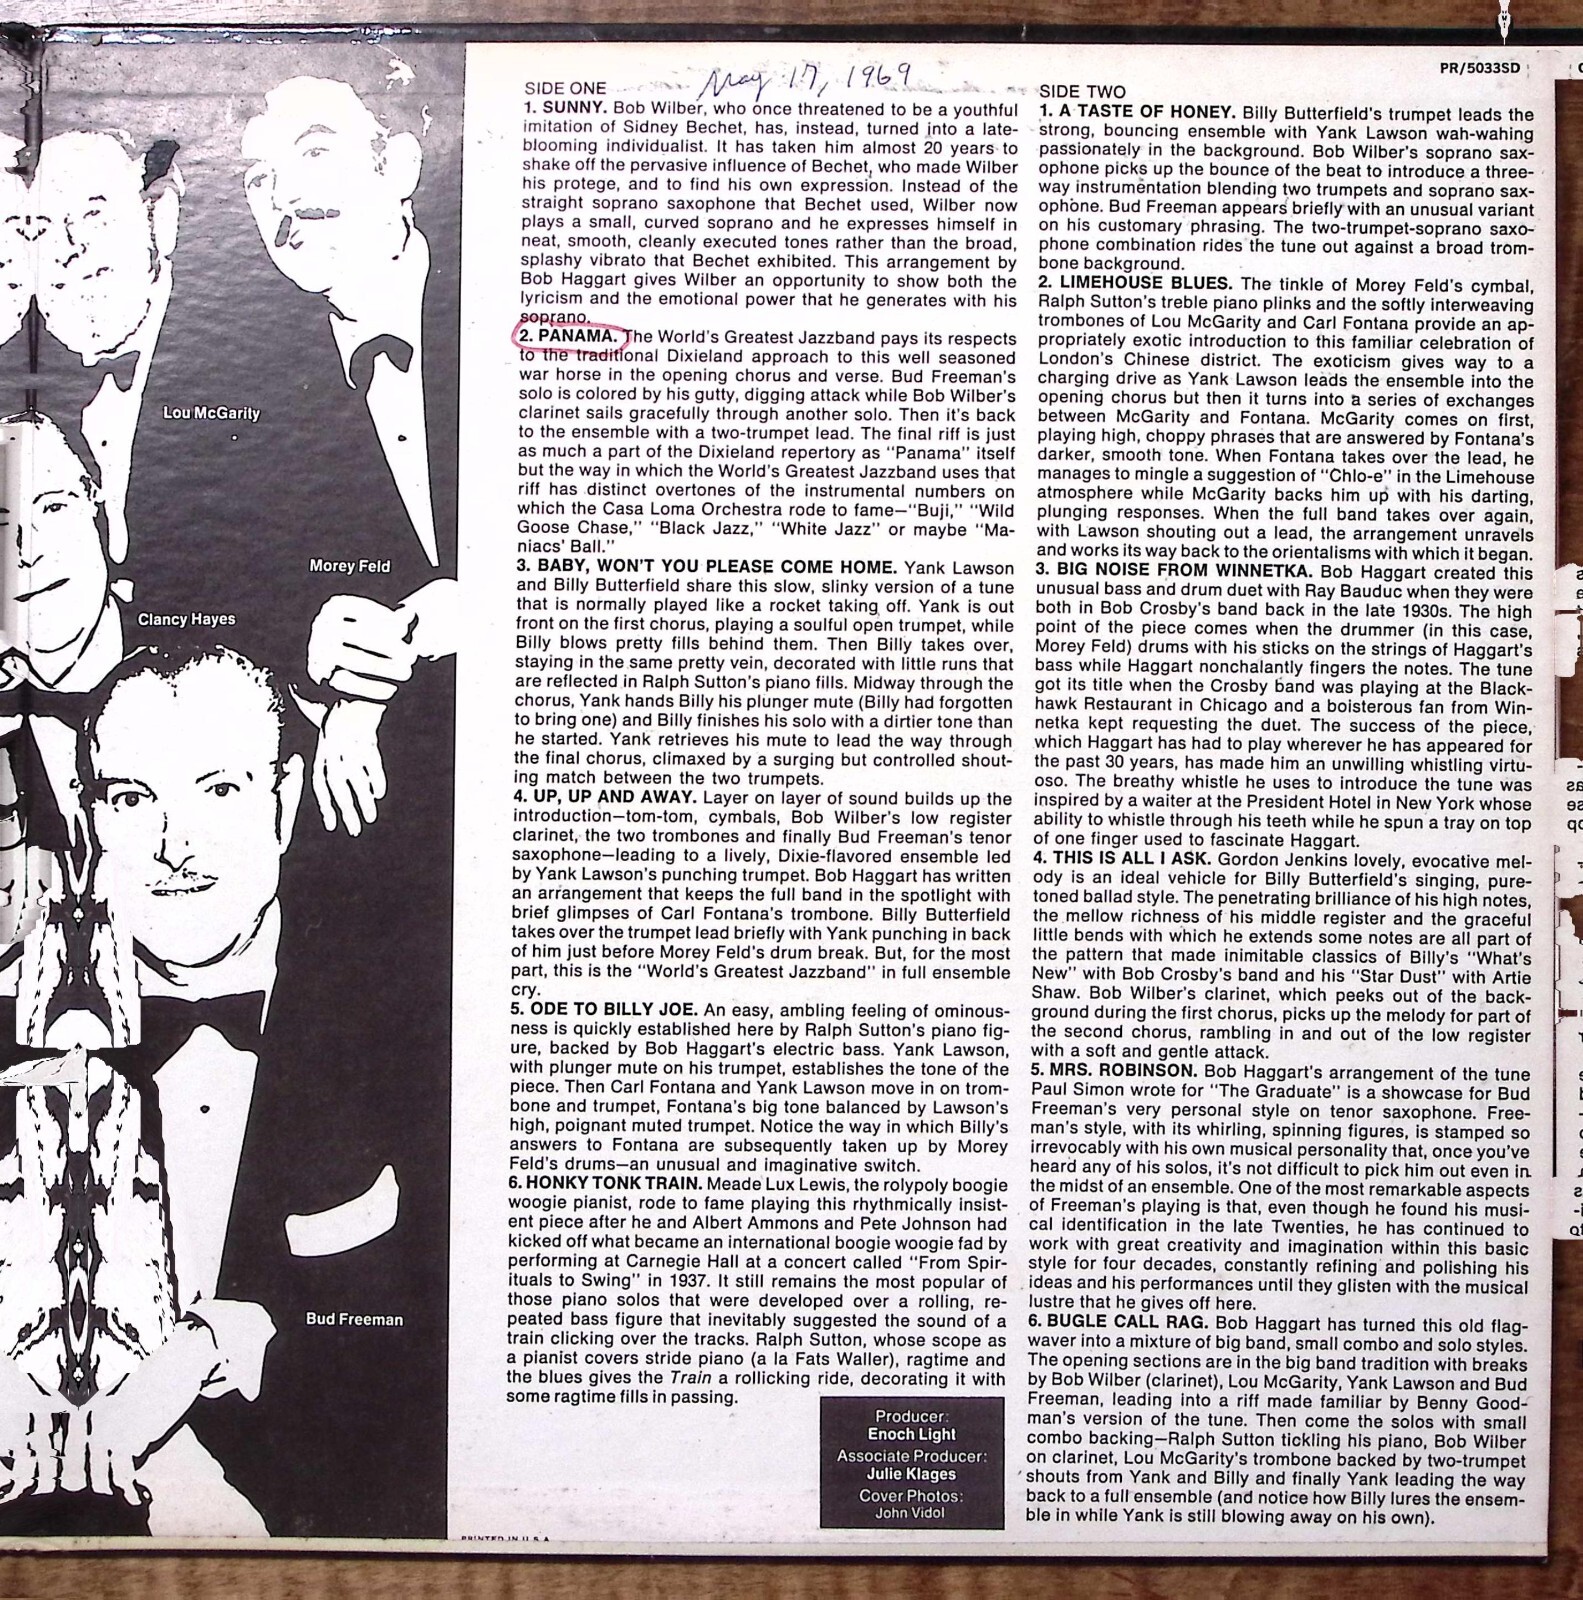 Lou McGarity
Morey Feld
Clancy Hayes
Bud Freeman
PRINTED IN U.S.A.
May 17, 1969
PR/5033SD
SIDE ONE
1. SUNNY. Bob Wilber, who once threatened to be a youthful
imitation of Sidney Bechet, has, instead, turned into a late-
blooming individualist. It has taken him almost 20 years to
shake off the pervasive influence of Bechet, who made Wilber
his protege, and to find his own expression. Instead of the
straight soprano saxophone that Bechet used, Wilber now
plays a small, curved soprano and he expresses himself in
neat, smooth, cleanly executed tones rather than the broad,
splashy vibrato that Bechet exhibited. This arrangement by
Bob Haggart gives Wilber an opportunity to show both the
lyricism and the emotional power that he generates with his
soprano.
2. PANAMA. The World's Greatest Jazzband pays its respects
to the traditional Dixieland approach to this well seasoned
war horse in the opening chorus and verse. Bud Freeman's
solo is colored by his gutty, digging attack while Bob Wilber's
clarinet sails gracefully through another solo. Then it's back
to the ensemble with a two-trumpet lead. The final riff is just
as much a part of the Dixieland repertory as "Panama" itself
but the way in which the World's Greatest Jazzband uses that
riff has distinct overtones of the instrumental numbers on
which the Casa Loma Orchestra rode to fame—"Buji," "Wild
Goose Chase," "Black Jazz," "White Jazz" or maybe "Ma-
niacs' Ball."
3. BABY, WON'T YOU PLEASE COME HOME. Yank Lawson
and Billy Butterfield share this slow, slinky version of a tune
that is normally played like a rocket taking off. Yank is out
front on the first chorus, playing a soulful open trumpet, while
Billy blows pretty fills behind them. Then Billy takes over,
staying in the same pretty vein, decorated with little runs that
are reflected in Ralph Sutton's piano fills. Midway through the
chorus, Yank hands Billy his plunger mute (Billy had forgotten
to bring one) and Billy finishes his solo with a dirtier tone than
he started. Yank retrieves his mute to lead the way through
the final chorus, climaxed by a surging but controlled shout-
ing match between the two trumpets.
4. UP, UP AND AWAY. Layer on layer of sound builds up the
introduction—tom-tom, cymbals, Bob Wilber's low register
clarinet, the two trombones and finally Bud Freeman's tenor
saxophone—leading to a lively, Dixie-flavored ensemble led
by Yank Lawson's punching trumpet. Bob Haggart has written
an arrangement that keeps the full band in the spotlight with
brief glimpses of Carl Fontana's trombone. Billy Butterfield
takes over the trumpet lead briefly with Yank punching in back
of him just before Morey Feld's drum break. But, for the most
part, this is the "World's Greatest Jazzband" in full ensemble
cry.
5. ODE TO BILLY JOE. An easy, ambling feeling of ominous-
ness is quickly established here by Ralph Sutton's piano fig-
ure, backed by Bob Haggart's electric bass. Yank Lawson,
with plunger mute on his trumpet, establishes the tone of the
piece. Then Carl Fontana and Yank Lawson move in on trom-
bone and trumpet, Fontana's big tone balanced by Lawson's
high, poignant muted trumpet. Notice the way in which Billy's
answers to Fontana are subsequently taken up by Morey
Feld's drums—an unusual and imaginative switch.
6. HONKY TONK TRAIN. Meade Lux Lewis, the rolypoly boogie
woogie pianist, rode to fame playing this rhythmically insist-
ent piece after he and Albert Ammons and Pete Johnson had
kicked off what became an international boogie woogie fad by
performing at Carnegie Hall at a concert called "From Spir-
ituals to Swing" in 1937. It still remains the most popular of
those piano solos that were developed over a rolling, re-
peated bass figure that inevitably suggested the sound of a
train clicking over the tracks. Ralph Sutton, whose scope as
a pianist covers stride piano (a la Fats Waller), ragtime and
the blues gives the Train a rollicking ride, decorating it with
some ragtime fills in passing.
Producer:
Enoch Light
Associate Producer:
Julie Klages
Cover Photos:
John Vidol
SIDE TWO
1. A TASTE OF HONEY. Billy Butterfield's trumpet leads the
strong, bouncing ensemble with Yank Lawson wah-wahing
passionately in the background. Bob Wilber's soprano sax-
ophone picks up the bounce of the beat to introduce a three-
way instrumentation blending two trumpets and soprano sax-
ophone. Bud Freeman appears briefly with an unusual variant
on his customary phrasing. The two-trumpet-soprano saxo-
phone combination rides the tune out against a broad trom-
bone background.
2. LIMEHOUSE BLUES. The tinkle of Morey Feld's cymbal,
Ralph Sutton's treble piano plinks and the softly interweaving
trombones of Lou McGarity and Carl Fontana provide an ap-
propriately exotic introduction to this familiar celebration of
London's Chinese district. The exoticism gives way to a
charging drive as Yank Lawson leads the ensemble into the
opening chorus but then it turns into a series of exchanges
between McGarity and Fontana. McGarity comes on first,
playing high, choppy phrases that are answered by Fontana's
darker, smooth tone. When Fontana takes over the lead, he
manages to mingle a suggestion of "Chlo-e" in the Limehouse
atmosphere while McGarity backs him up with his darting,
plunging responses. When the full band takes over again,
with Lawson shouting out a lead, the arrangement unravels
and works its way back to the orientalisms with which it began.
3. BIG NOISE FROM WINNETKA. Bob Haggart created this
unusual bass and drum duet with Ray Bauduc when they were
both in Bob Crosby's band back in the late 1930s. The high
point of the piece comes when the drummer (in this case,
Morey Feld) drums with his sticks on the strings of Haggart's
bass while Haggart nonchalantly fingers the notes. The tune
got its title when the Crosby band was playing at the Black-
hawk Restaurant in Chicago and a boisterous fan from Win-
netka kept requesting the duet. The success of the piece,
which Haggart has had to play wherever he has appeared for
the past 30 years, has made him an unwilling whistling virtu-
oso. The breathy whistle he uses to introduce the tune was
inspired by a waiter at the President Hotel in New York whose
ability to whistle through his teeth while he spun a tray on top
of one finger used to fascinate Haggart.
4. THIS IS ALL I ASK. Gordon Jenkins lovely, evocative mel-
ody is an ideal vehicle for Billy Butterfield's singing, pure-
toned ballad style. The penetrating brilliance of his high notes,
the mellow richness of his middle register and the graceful
little bends with which he extends some notes are all part of
the pattern that made inimitable classics of Billy's "What's
New" with Bob Crosby's band and his "Star Dust" with Artie
Shaw. Bob Wilber's clarinet, which peeks out of the back-
ground during the first chorus, picks up the melody for part of
the second chorus, rambling in and out of the low register
with a soft and gentle attack.
5. MRS. ROBINSON. Bob Haggart's arrangement of the tune
Paul Simon wrote for "The Graduate" is a showcase for Bud
Freeman's very personal style on tenor saxophone. Free-
man's style, with its whirling, spinning figures, is stamped so
irrevocably with his own musical personality that, once you've
heard any of his solos, it's not difficult to pick him out even in
the midst of an ensemble. One of the most remarkable aspects
of Freeman's playing is that, even though he found his musi-
cal identification in the late Twenties, he has continued to
work with great creativity and imagination within this basic
style for four decades, constantly refining and polishing his
ideas and his performances until they glisten with the musical
lustre that he gives off here.
6. BUGLE CALL RAG. Bob Haggart has turned this old flag-
waver into a mixture of big band, small combo and solo styles.
The opening sections are in the big band tradition with breaks
by Bob Wilber (clarinet), Lou McGarity, Yank Lawson and Bud
Freeman, leading into a riff made familiar by Benny Good-
man's version of the tune. Then come the solos with small
combo backing—Ralph Sutton tickling his piano, Bob Wilber
on clarinet, Lou McGarity's trombone backed by two-trumpet
shouts from Yank and Billy and finally Yank leading the way
back to a full ensemble (and notice how Billy lures the ensem-
ble in while Yank is still blowing away on his own).